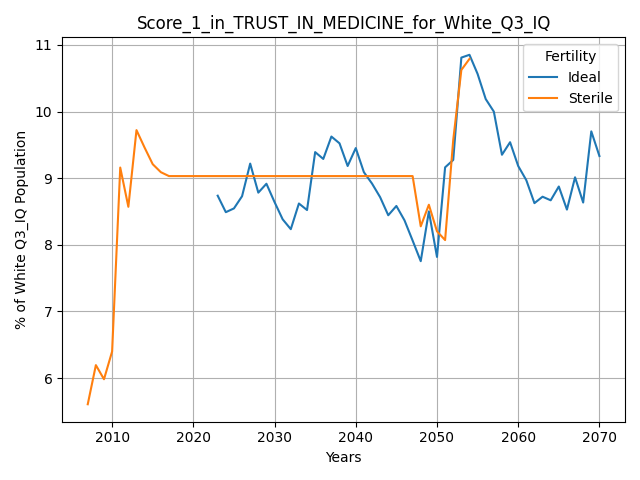 Score_1_in_TRUST_IN_MEDICINE_for_White_Q3_IQ
11
10
9
8
7
6
% of White Q3_IQ Population
Fertility
Ideal
Sterile
2010 2020 2030 2040 2050 2060 2070
Years